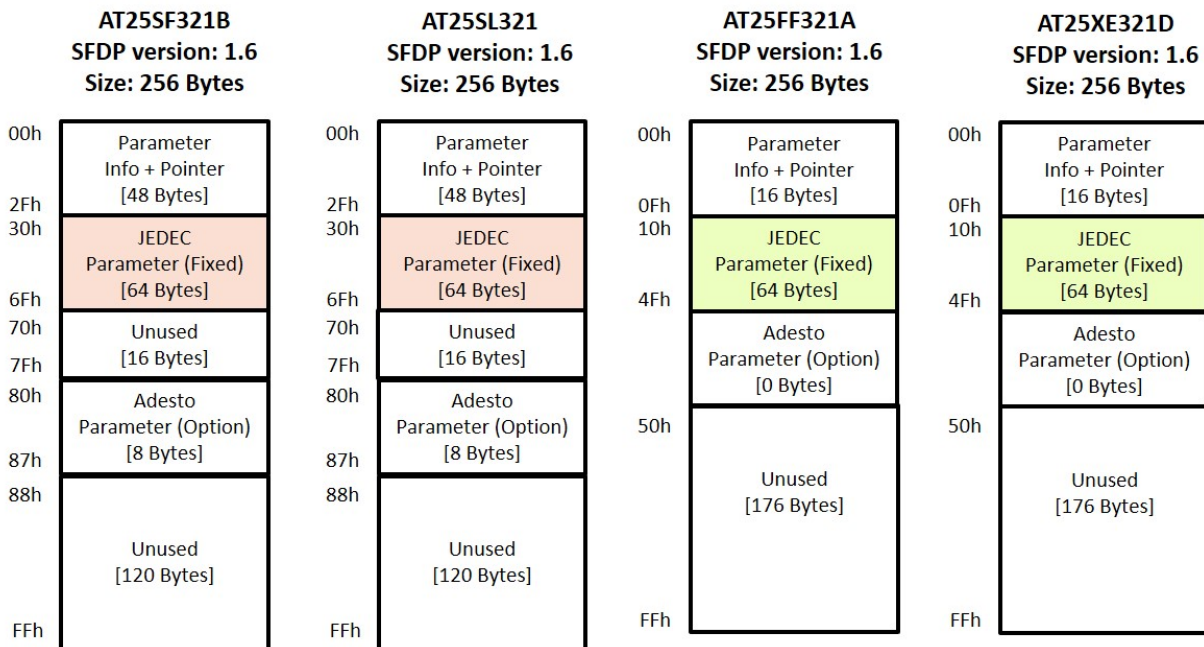 AT25SF321B
SFDP version: 1.6
Size: 256 Bytes
00h
Parameter
Info + Pointer
[48 Bytes]
2Fh
30h
JEDEC
Parameter (Fixed)
[64 Bytes]
6Fh
70h
Unused
[16 Bytes]
7Fh
80h
Adesto
Parameter (Option)
[8 Bytes]
87h
88h
Unused
[120 Bytes]
FFh
AT25SL321
SFDP version: 1.6
Size: 256 Bytes
00h
Parameter
Info + Pointer
[48 Bytes]
2Fh
30h
JEDEC
Parameter (Fixed)
[64 Bytes]
6Fh
70h
Unused
[16 Bytes]
7Fh
80h
Adesto
Parameter (Option)
[8 Bytes]
87h
88h
Unused
[120 Bytes]
FFh
AT25FF321A
SFDP version: 1.6
Size: 256 Bytes
00h
Parameter
Info + Pointer
[16 Bytes]
0Fh
10h
JEDEC
Parameter (Fixed)
[64 Bytes]
4Fh
Adesto
Parameter (Option)
[0 Bytes]
50h
Unused
[176 Bytes]
FFh
AT25XE321D
SFDP version: 1.6
Size: 256 Bytes
00h
Parameter
Info + Pointer
[16 Bytes]
0Fh
10h
JEDEC
Parameter (Fixed)
[64 Bytes]
4Fh
Adesto
Parameter (Option)
[0 Bytes]
50h
Unused
[176 Bytes]
FFh